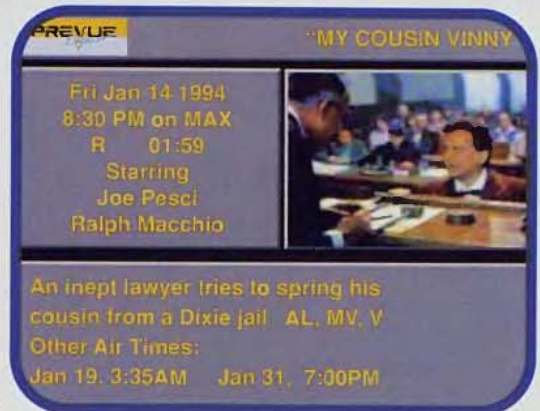 PREVUE
"MY COUSIN VINNY
Fri Jan 14 1994
8:30 PM on MAX
R 01:59
Starring
Joe Pesci
Ralph Macchio
An inept lawyer tries to spring his
cousin from a Dixie jail AL, MV, V
Other Air Times:
Jan 19, 3:35AM Jan 31, 7:00PM